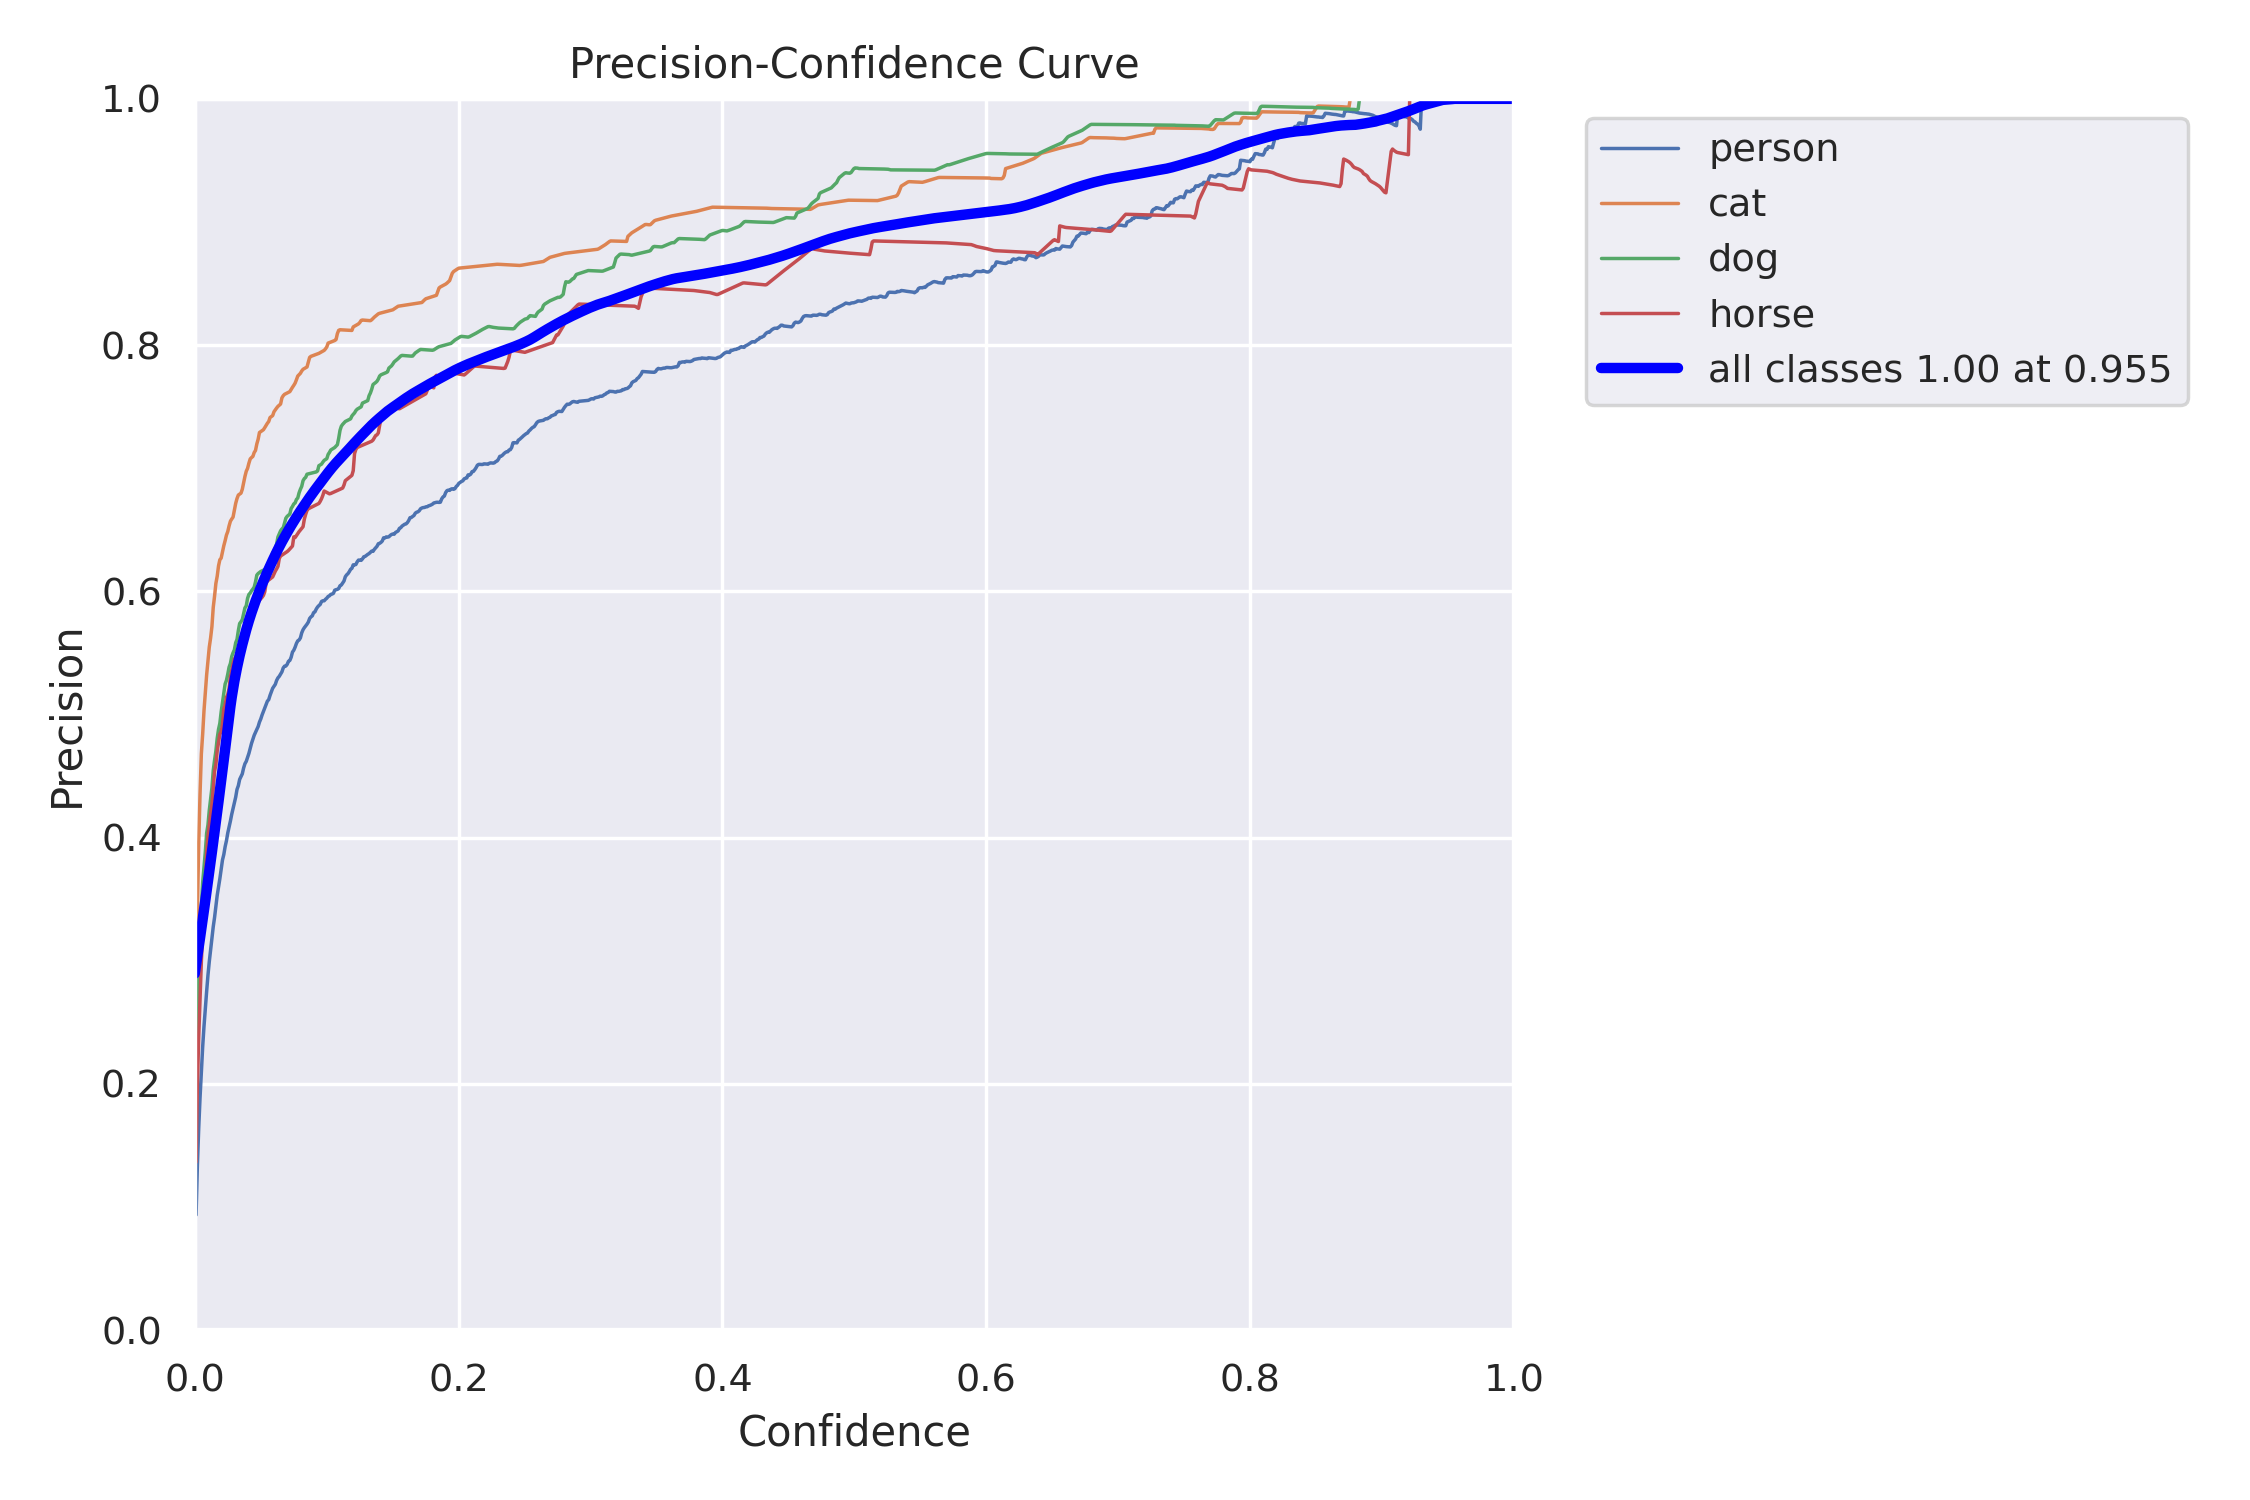 Precision-Confidence Curve
1.0
0.8
0.6
0.4
0.2
0.0
Precision
0.0 0.2 0.4 0.6 0.8 1.0
Confidence
person
cat
dog
horse
all classes 1.00 at 0.955